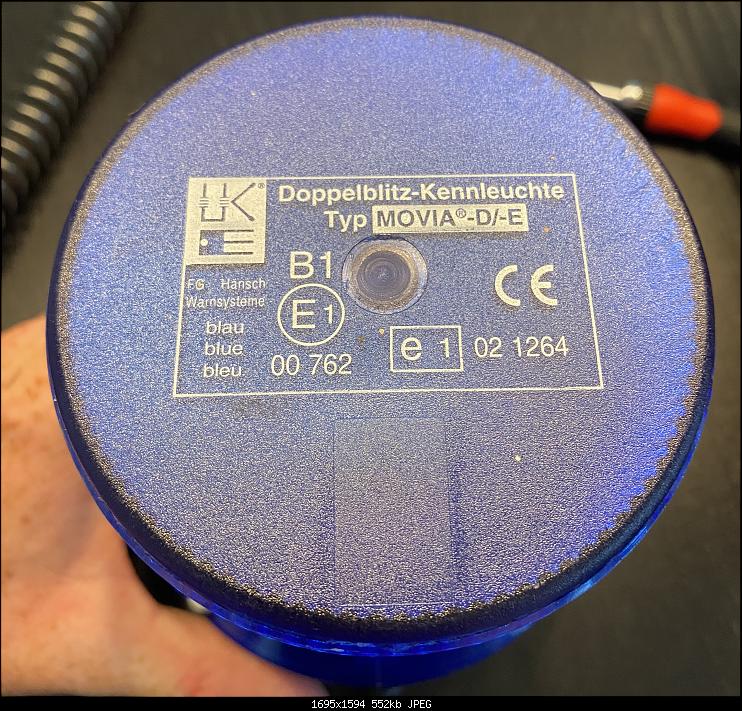 Doppelblitz-Kennleuchte
Typ MOVIA®-D/-E
FG Hänsch
Warnsysteme
blau
blue
bleu
B1
E1
00 762
CE
e 1 02 1264
1695x1594 552kb JPEG